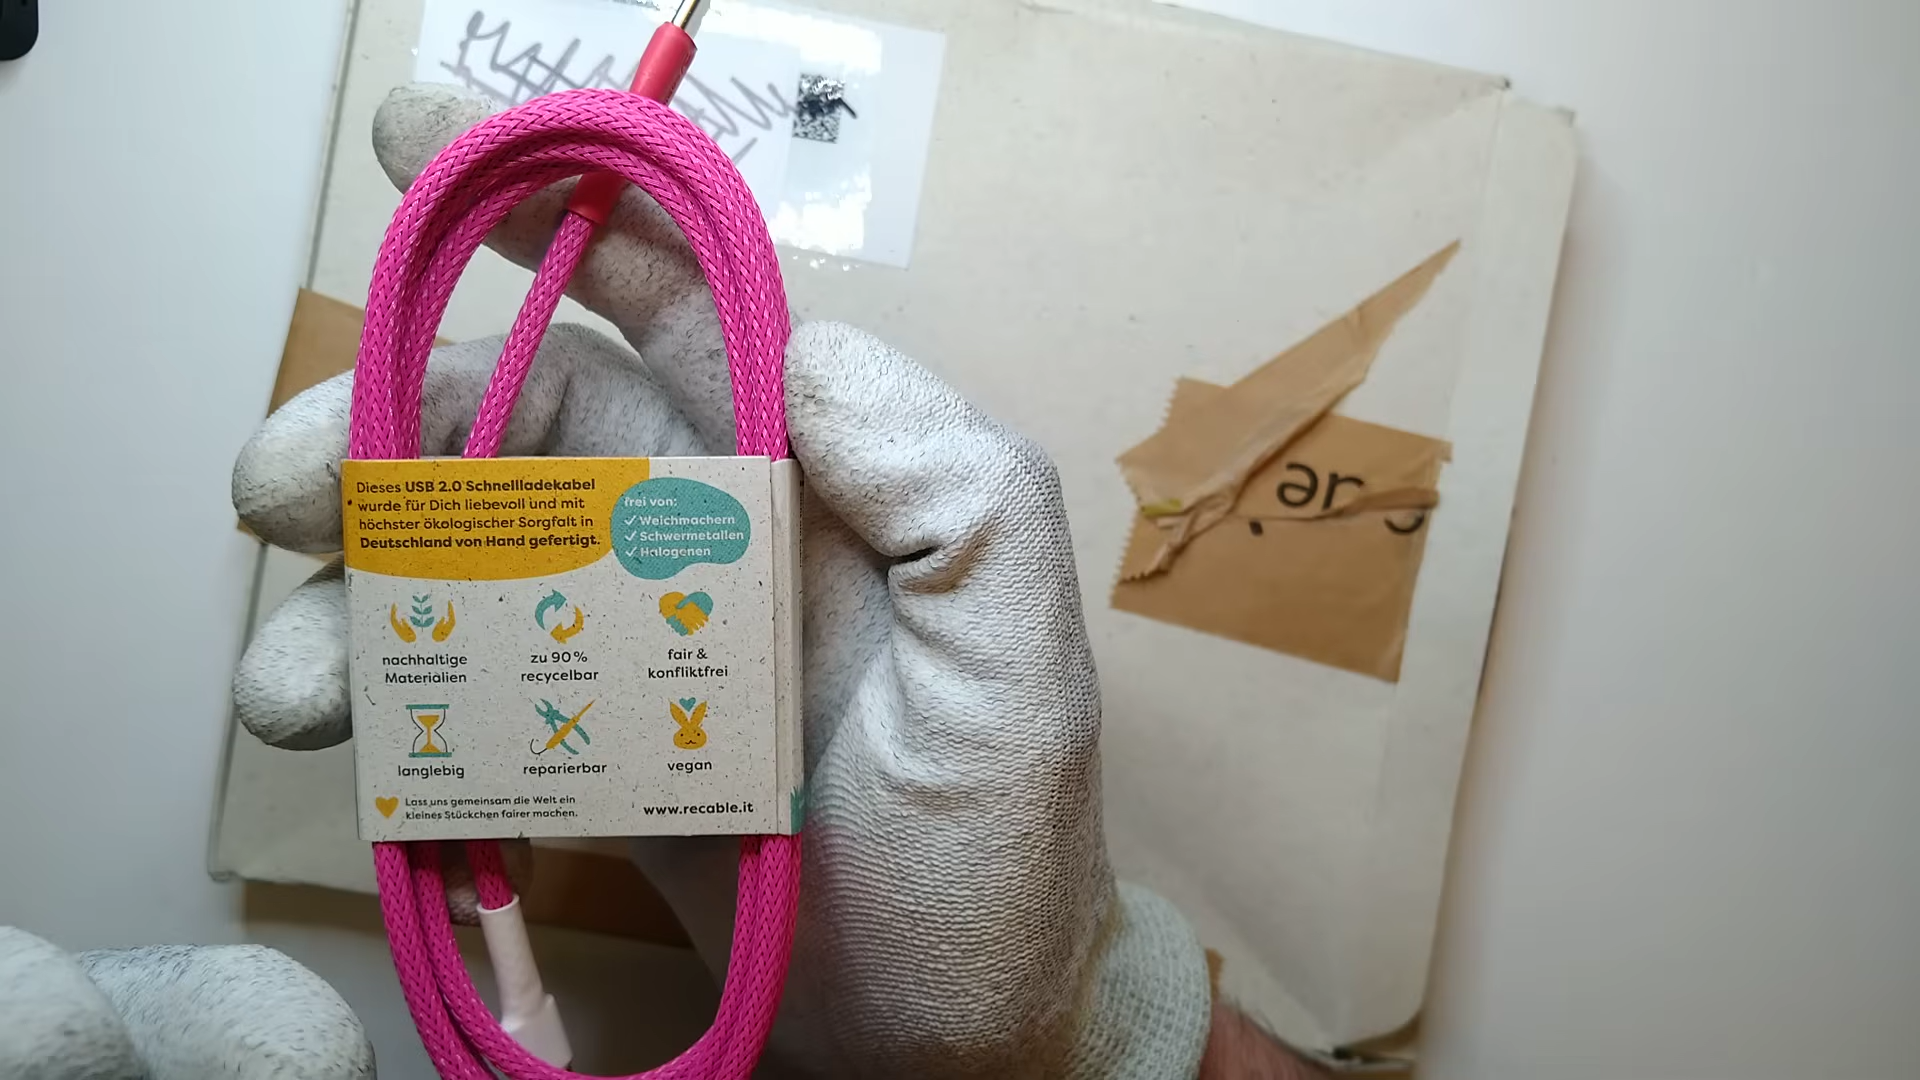 Dieses USB 2.0 Schnellladekabel
wurde für Dich liebevoll und mit
höchster ökologischer Sorgfalt in
Deutschland von Hand gefertigt.
frei von:
✓ Weichmachern
✓ Schwermetallen
✓ Halogenen
nachhaltige
Materialien
zu 90%
recycelbar
fair &
konfliktfrei
langlebig
reparierbar
vegan
Lass uns gemeinsam die Welt ein
kleines Stückchen fairer machen.
www.recable.it